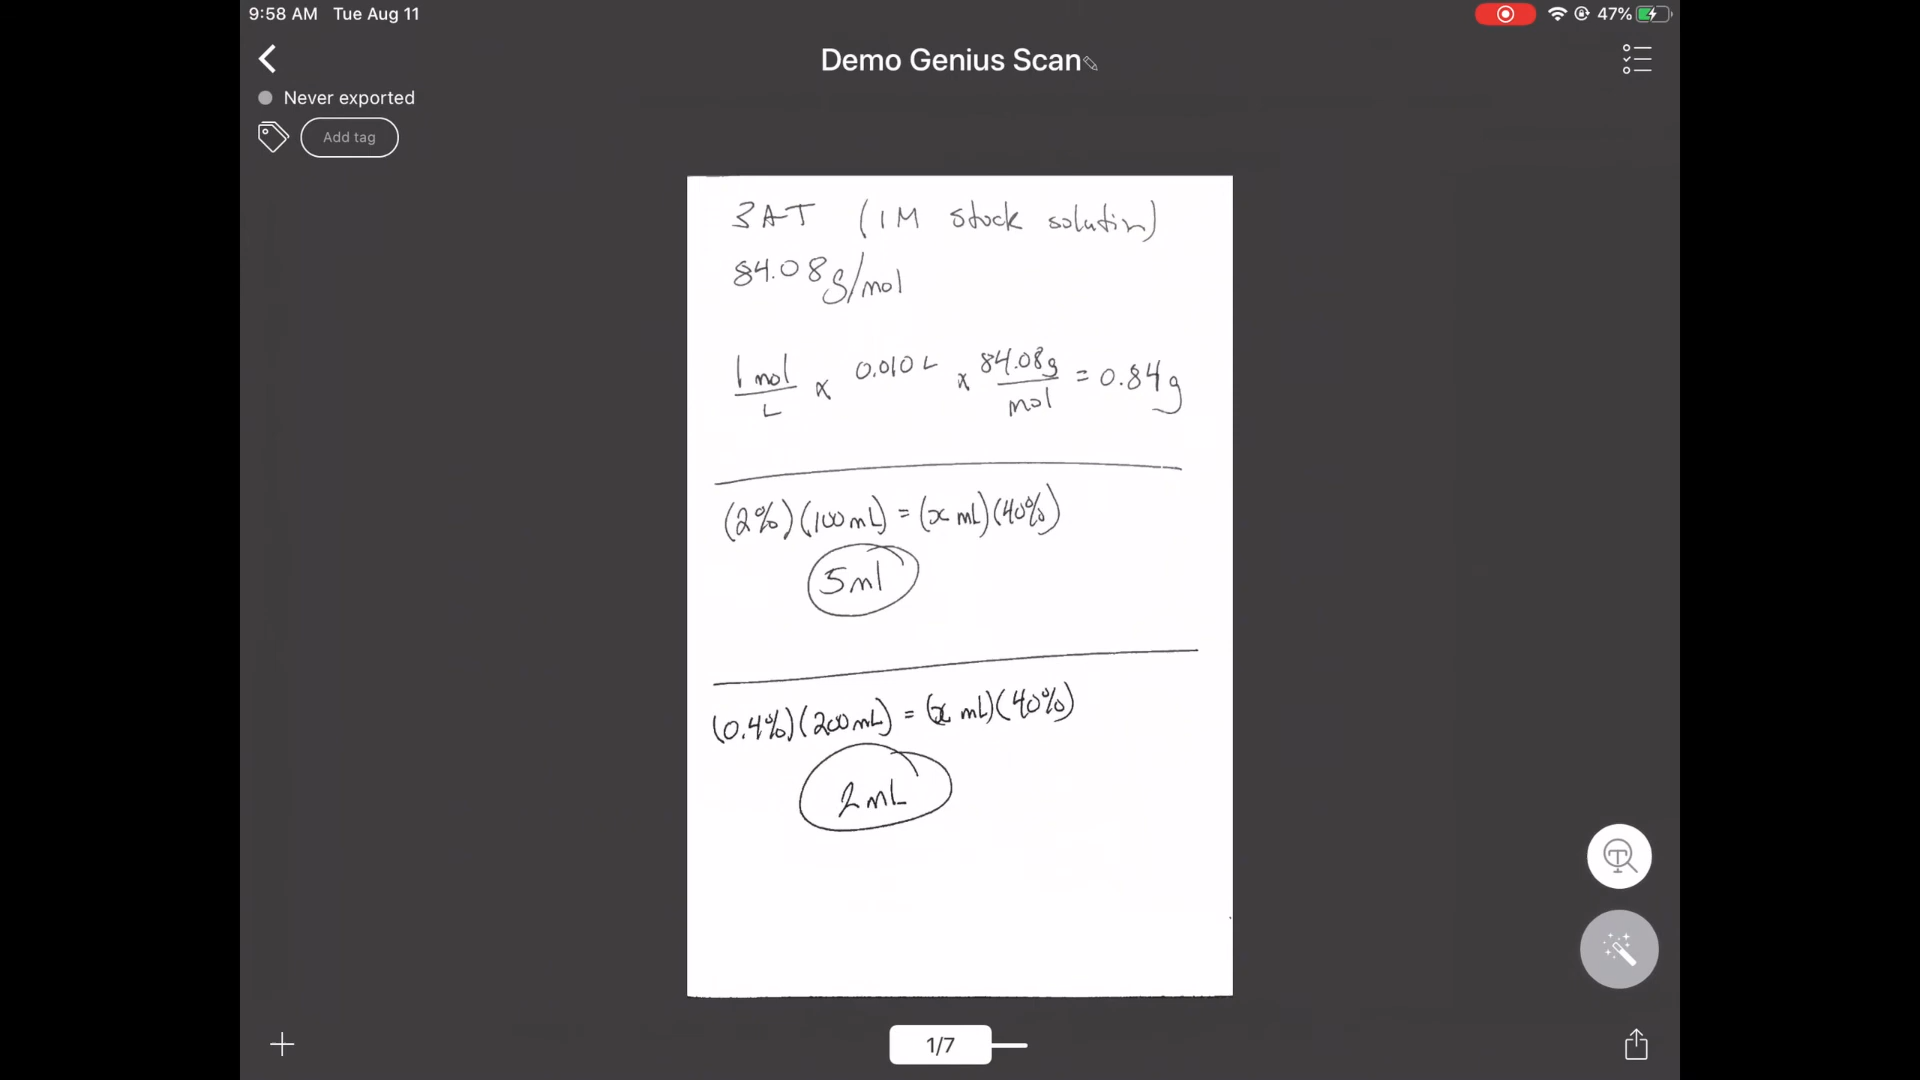 9:58 AM Tue Aug 11
47%
Demo Genius Scan
Never exported
Add tag
3AT (1M stock solution)
84.08 g/mol
1 mol/L x 0.010 L x 84.08g/mol = 0.84g
(2%)(100mL) = (x mL)(40%)
5ml
(0.4%)(200mL) = (x mL)(40%)
2mL
1/7